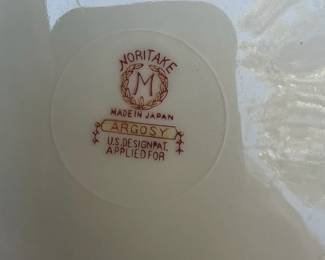 NORITAKE
M
MADE IN JAPAN
ARGOSY
U.S. DESIGN PAT.
APPLIED FOR